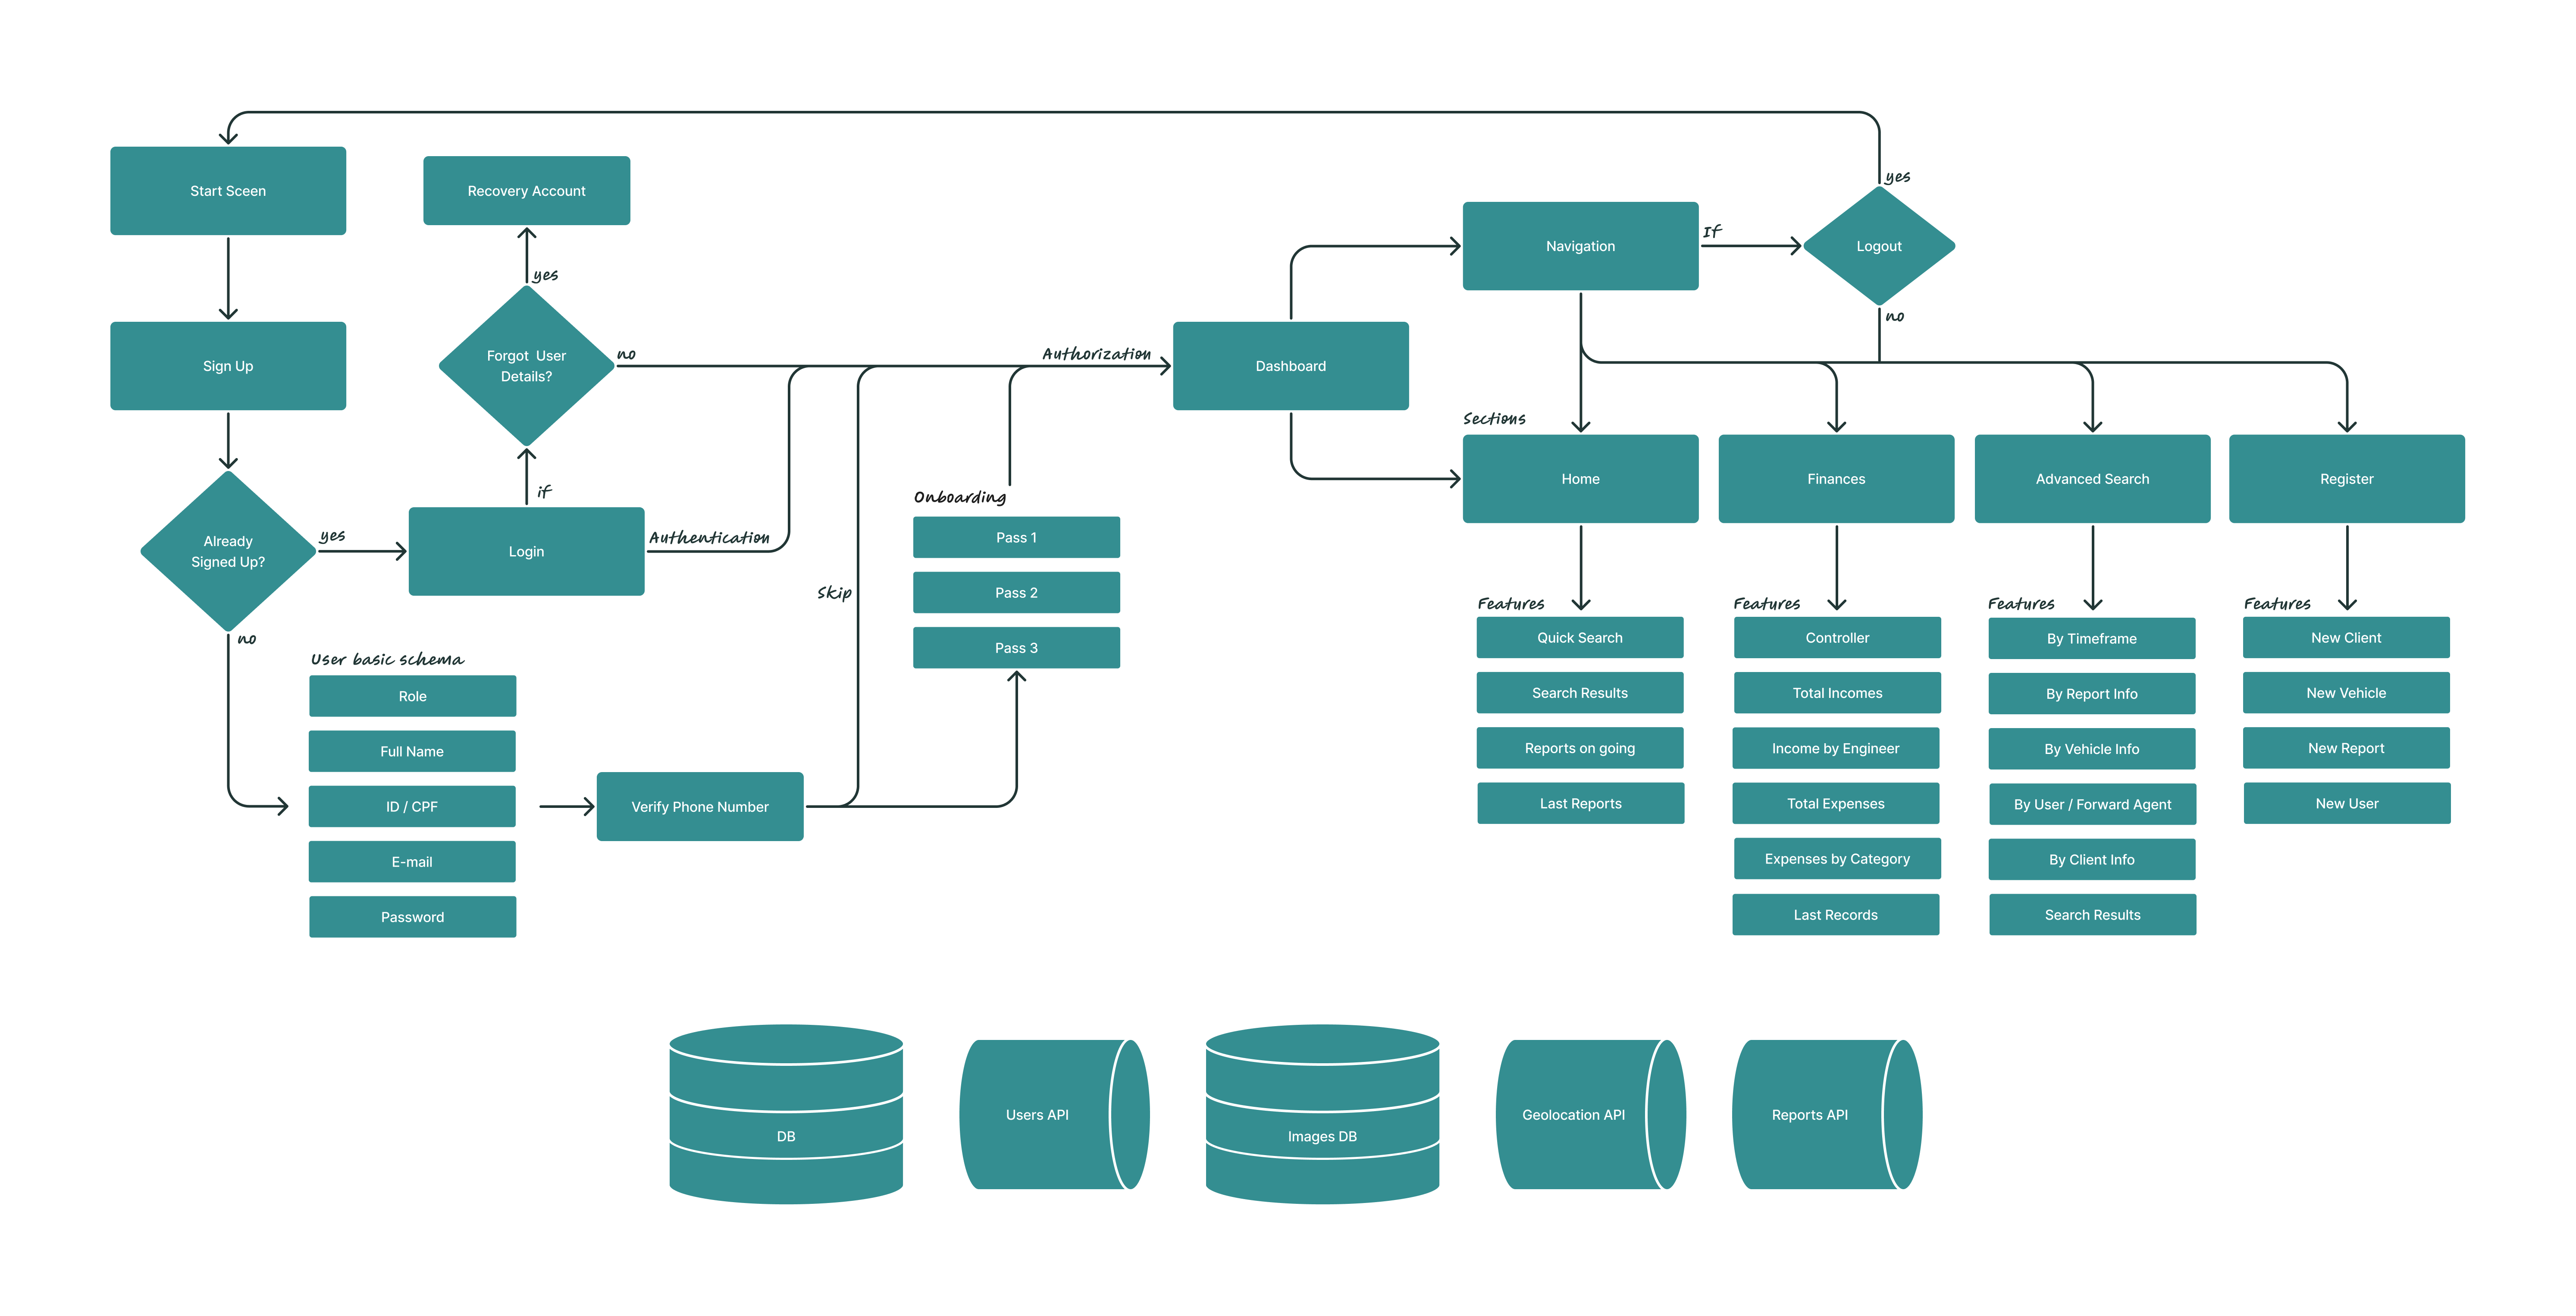 Start Sceen
Sign Up
Already
Signed Up?
yes
no
Recovery Account
yes
Forgot User
Details?
no
if
Login
Authentication
User basic schema
Role
Full Name
ID / CPF
E-mail
Password
Verify Phone Number
Skip
Onboarding
Pass 1
Pass 2
Pass 3
Authorization
Dashboard
Navigation
If
Logout
yes
no
Sections
Home
Finances
Advanced Search
Register
Features
Quick Search
Search Results
Reports on going
Last Reports
Features
Controller
Total Incomes
Income by Engineer
Total Expenses
Expenses by Category
Last Records
Features
By Timeframe
By Report Info
By Vehicle Info
By User / Forward Agent
By Client Info
Search Results
Features
New Client
New Vehicle
New Report
New User
DB
Users API
Images DB
Geolocation API
Reports API